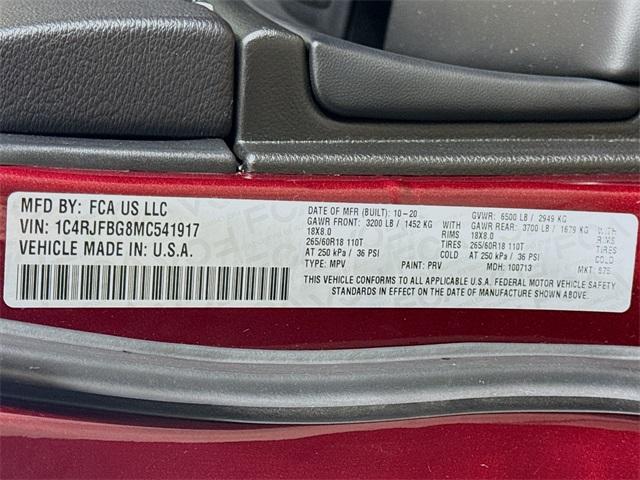 MFD BY: FCA US LLC
VIN: 1C4RJFBG8MC541917
VEHICLE MADE IN: U.S.A.
DATE OF MFR (BUILT): 10-20
GVWR: 6500 LB / 2949 KG
GAWR FRONT: 3200 LB / 1452 KG WITH
GAWR REAR: 3700 LB / 1679 KG WITH
18X8.0 RIMS
18X8.0 RIMS
265/60R18 110T TIRES
265/60R18 110T TIRES
AT 250 kPa / 36 PSI COLD
AT 250 kPa / 36 PSI COLD
TYPE: MPV PAINT: PRV MDH: 100713 MKT:
THIS VEHICLE CONFORMS TO ALL APPLICABLE U.S.A. FEDERAL MOTOR VEHICLE SAFETY
STANDARDS IN EFFECT ON THE DATE OF MANUFACTURE SHOWN ABOVE.